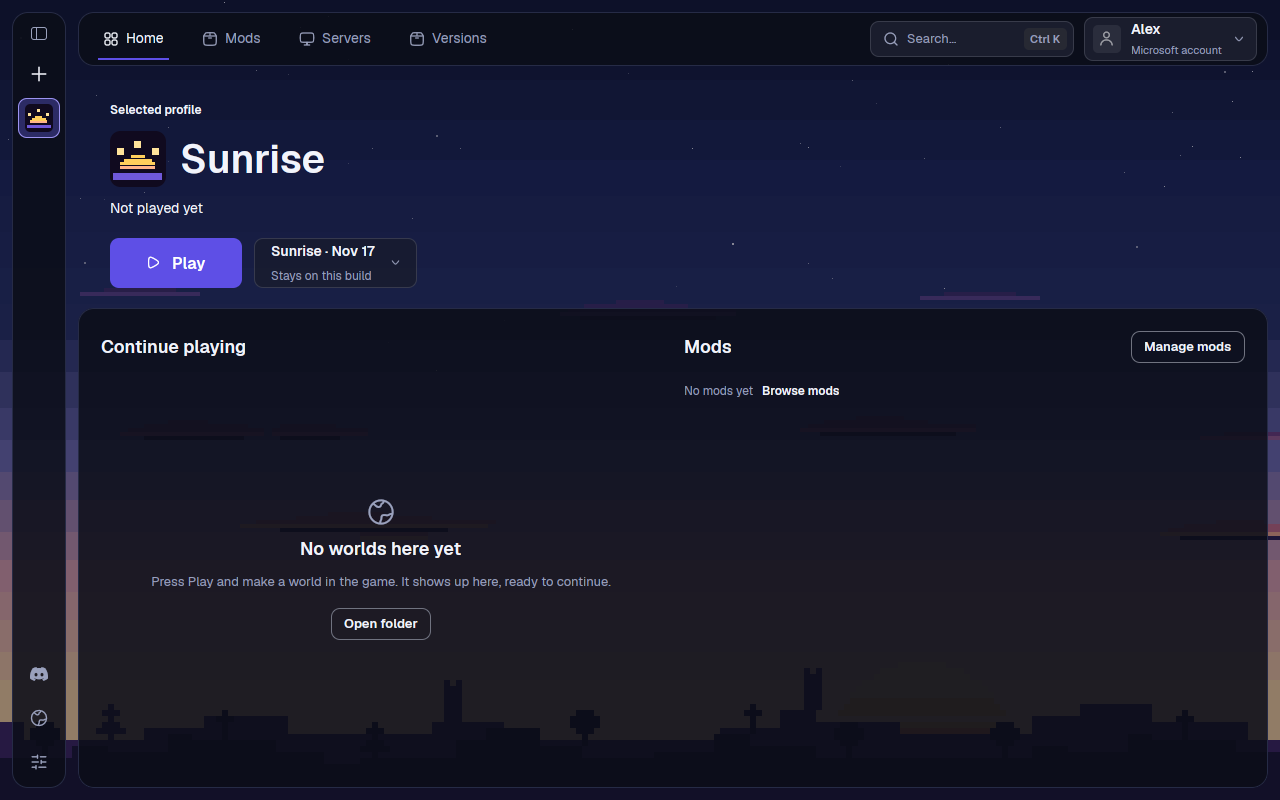 Home
Mods
Servers
Versions
Search...
Ctrl K
Alex
Microsoft account
Selected profile
Sunrise
Not played yet
Play
Sunrise · Nov 17
Stays on this build
Continue playing
Mods
Manage mods
No mods yet Browse mods
No worlds here yet
Press Play and make a world in the game. It shows up here, ready to continue.
Open folder